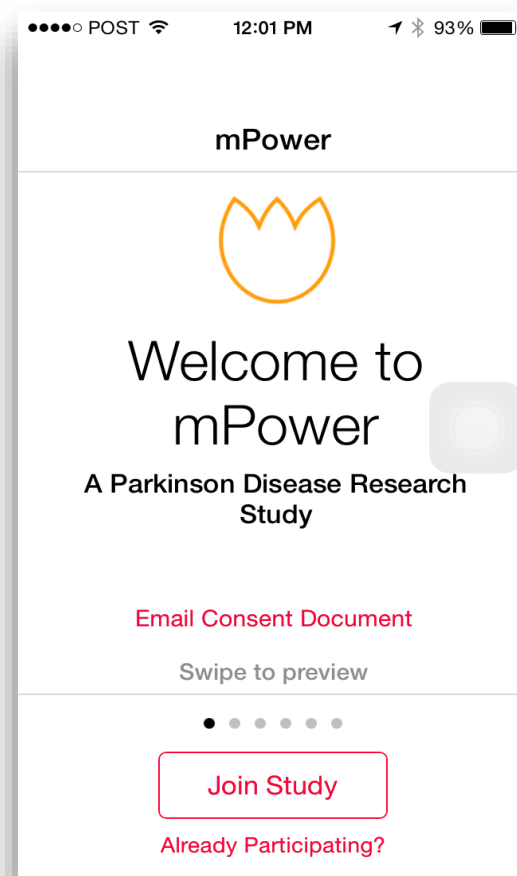 POST 12:01 PM 93%
mPower
Welcome to
mPower
A Parkinson Disease Research
Study
Email Consent Document
Swipe to preview
Join Study
Already Participating?